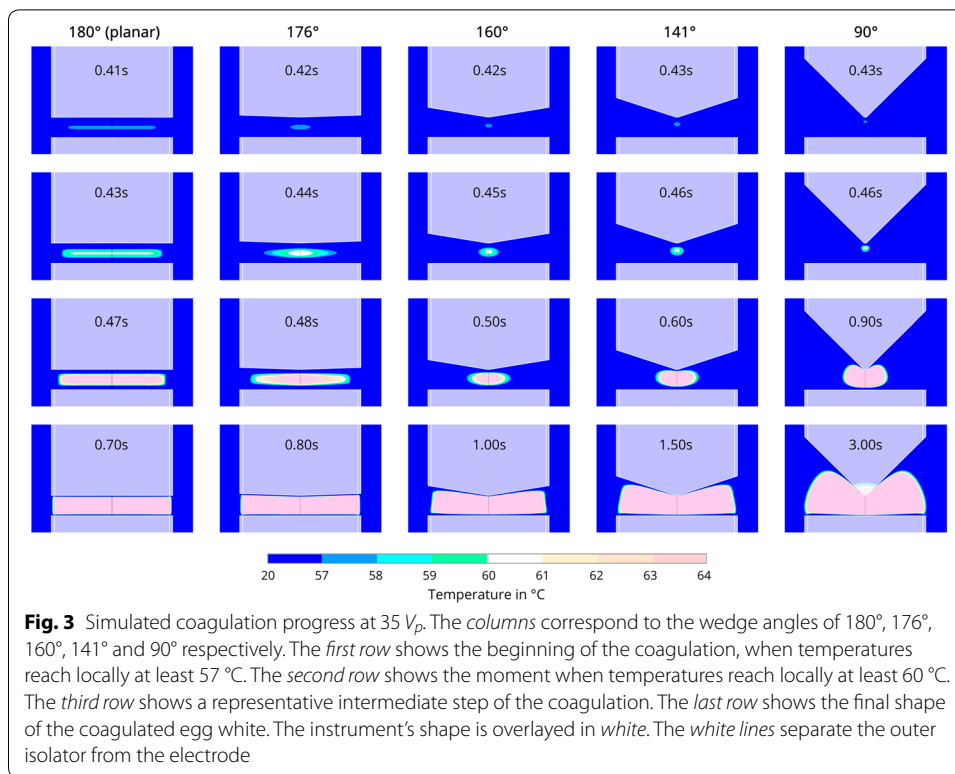 180° (planar) 176° 160° 141° 90°
0.41s 0.42s 0.42s 0.43s 0.43s
0.43s 0.44s 0.45s 0.46s 0.46s
0.47s 0.48s 0.50s 0.60s 0.90s
0.70s 0.80s 1.00s 1.50s 3.00s
20 57 58 59 60 61 62 63 64
Temperature in °C
Fig. 3 Simulated coagulation progress at 35 Vp. The columns correspond to the wedge angles of 180°, 176°,
160°, 141° and 90° respectively. The first row shows the beginning of the coagulation, when temperatures
reach locally at least 57 °C. The second row shows the moment when temperatures reach locally at least 60 °C.
The third row shows a representative intermediate step of the coagulation. The last row shows the final shape
of the coagulated egg white. The instrument's shape is overlayed in white. The white lines separate the outer
isolator from the electrode